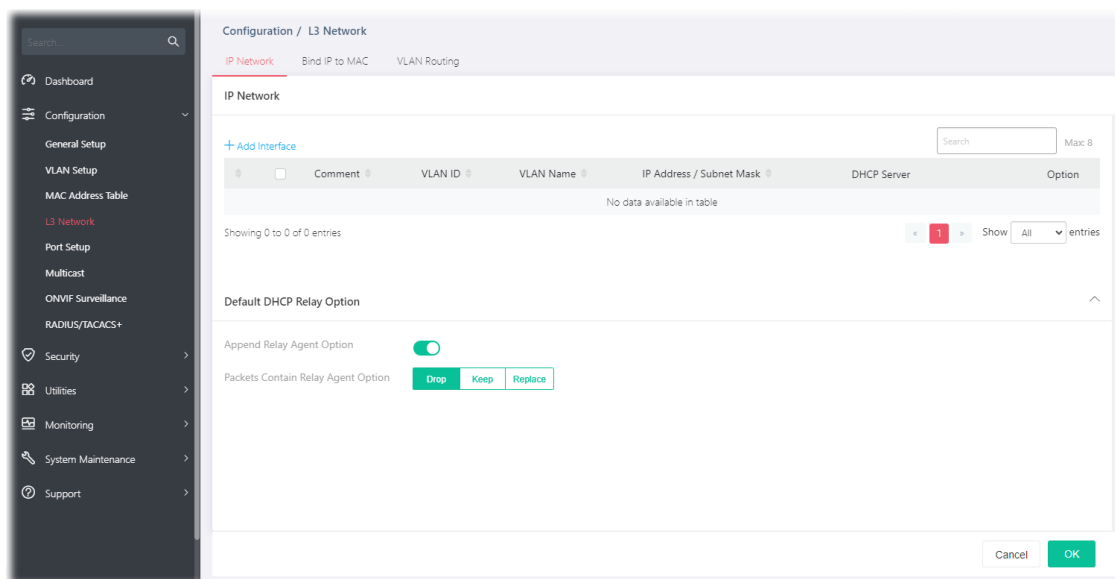 Search...
Dashboard
Configuration
General Setup
VLAN Setup
MAC Address Table
L3 Network
Port Setup
Multicast
ONVIF Surveillance
RADIUS/TACACS+
Security
Utilities
Monitoring
System Maintenance
Support
Configuration / L3 Network
IP Network Bind IP to MAC VLAN Routing
IP Network
+ Add Interface Search Max: 8
Comment VLAN ID VLAN Name IP Address / Subnet Mask DHCP Server Option
No data available in table
Showing 0 to 0 of 0 entries « 1 » Show All entries
Default DHCP Relay Option
Append Relay Agent Option
Packets Contain Relay Agent Option Drop Keep Replace
Cancel OK